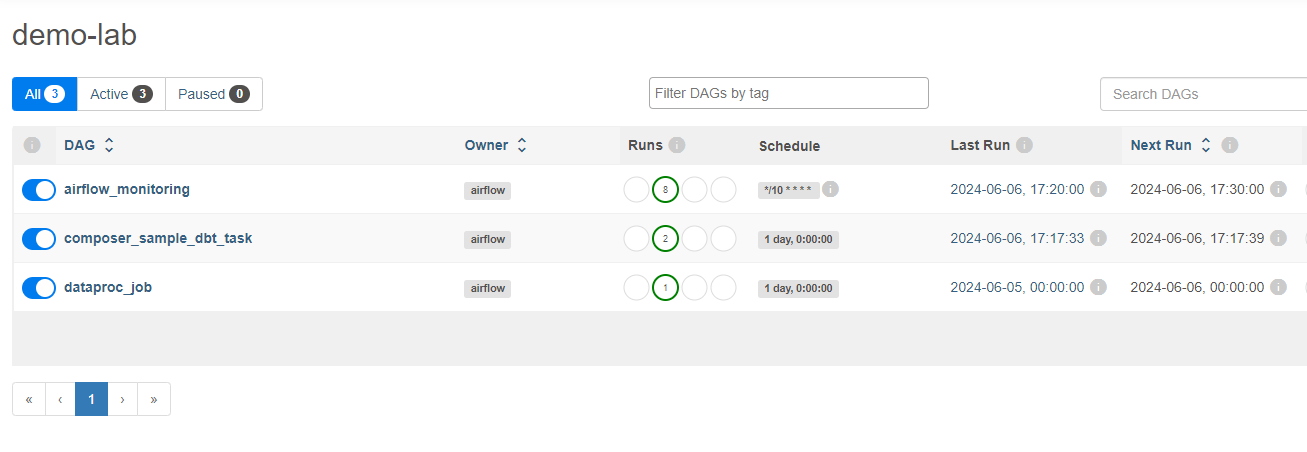 demo-lab
All 3 Active 3 Paused 0 Filter DAGs by tag Search DAGs
i DAG Owner Runs i Schedule Last Run i Next Run i
airflow_monitoring airflow 8 */10 * * * * i 2024-06-06, 17:20:00 i 2024-06-06, 17:30:00 i
composer_sample_dbt_task airflow 2 1 day, 0:00:00 2024-06-06, 17:17:33 i 2024-06-06, 17:17:39 i
dataproc_job airflow 1 1 day, 0:00:00 2024-06-05, 00:00:00 i 2024-06-06, 00:00:00 i
« ‹ 1 › »